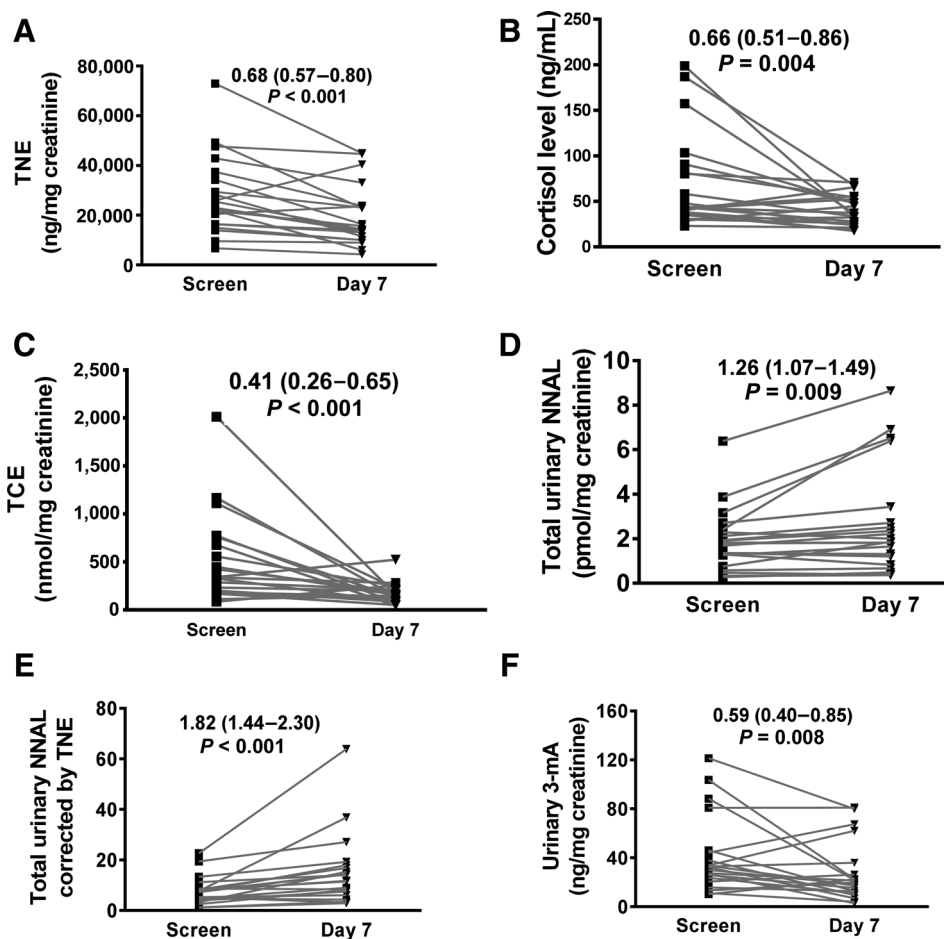 A
TNE
(ng/mg creatinine)
80,000
60,000
40,000
20,000
0
0.68 (0.57–0.80)
P < 0.001
Screen
Day 7
B
Cortisol level (ng/mL)
250
200
150
100
50
0
0.66 (0.51–0.86)
P = 0.004
Screen
Day 7
C
TCE
(nmol/mg creatinine)
2,500
2,000
1,500
1,000
500
0
0.41 (0.26–0.65)
P < 0.001
Screen
Day 7
D
Total urinary NNAL
(pmol/mg creatinine)
10
8
6
4
2
0
1.26 (1.07–1.49)
P = 0.009
Screen
Day 7
E
Total urinary NNAL
corrected by TNE
80
60
40
20
0
1.82 (1.44–2.30)
P < 0.001
Screen
Day 7
F
Urinary 3-mA
(ng/mg creatinine)
160
120
80
40
0
0.59 (0.40–0.85)
P = 0.008
Screen
Day 7